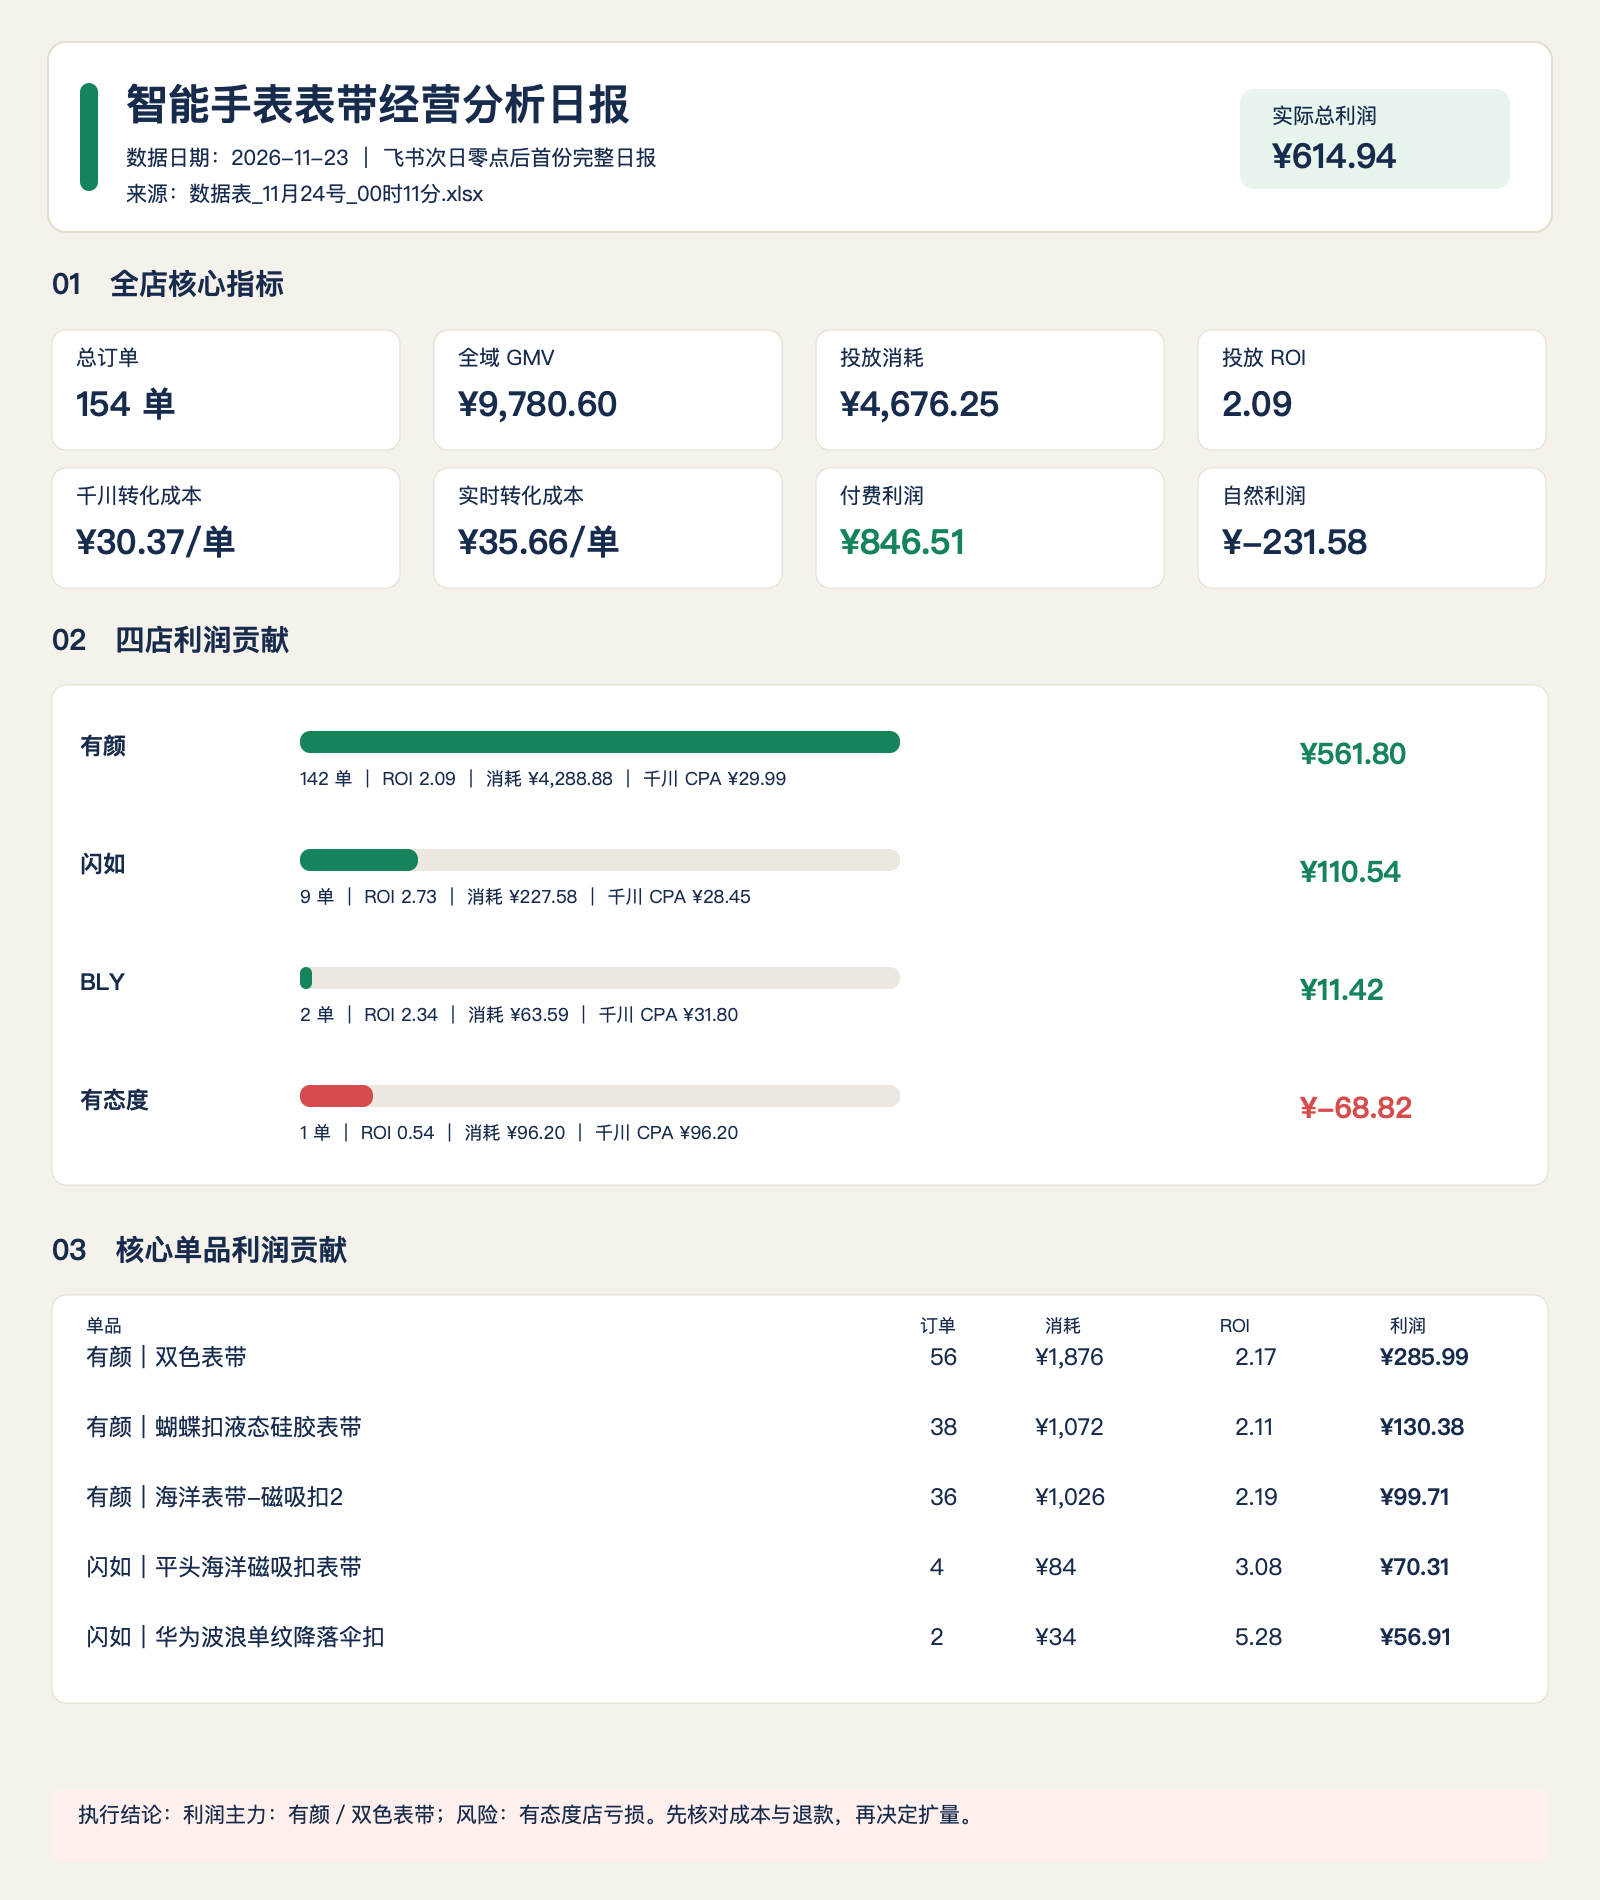 智能手表表带经营分析日报
数据日期：2026-11-23 ｜ 飞书次日零点后首份完整日报
来源：数据表_11月24号_00时11分.xlsx
实际总利润
¥614.94
01 全店核心指标
总订单
154 单
全域 GMV
¥9,780.60
投放消耗
¥4,676.25
投放 ROI
2.09
千川转化成本
¥30.37/单
实时转化成本
¥35.66/单
付费利润
¥846.51
自然利润
¥-231.58
02 四店利润贡献
有颜
142 单 ｜ ROI 2.09 ｜ 消耗 ¥4,288.88 ｜ 千川 CPA ¥29.99
¥561.80
闪如
9 单 ｜ ROI 2.73 ｜ 消耗 ¥227.58 ｜ 千川 CPA ¥28.45
¥110.54
BLY
2 单 ｜ ROI 2.34 ｜ 消耗 ¥63.59 ｜ 千川 CPA ¥31.80
¥11.42
有态度
1 单 ｜ ROI 0.54 ｜ 消耗 ¥96.20 ｜ 千川 CPA ¥96.20
¥-68.82
03 核心单品利润贡献
单品 订单 消耗 ROI 利润
有颜｜双色表带 56 ¥1,876 2.17 ¥285.99
有颜｜蝴蝶扣液态硅胶表带 38 ¥1,072 2.11 ¥130.38
有颜｜海洋表带-磁吸扣2 36 ¥1,026 2.19 ¥99.71
闪如｜平头海洋磁吸扣表带 4 ¥84 3.08 ¥70.31
闪如｜华为波浪单纹降落伞扣 2 ¥34 5.28 ¥56.91
执行结论：利润主力：有颜 / 双色表带；风险：有态度店亏损。先核对成本与退款，再决定扩量。